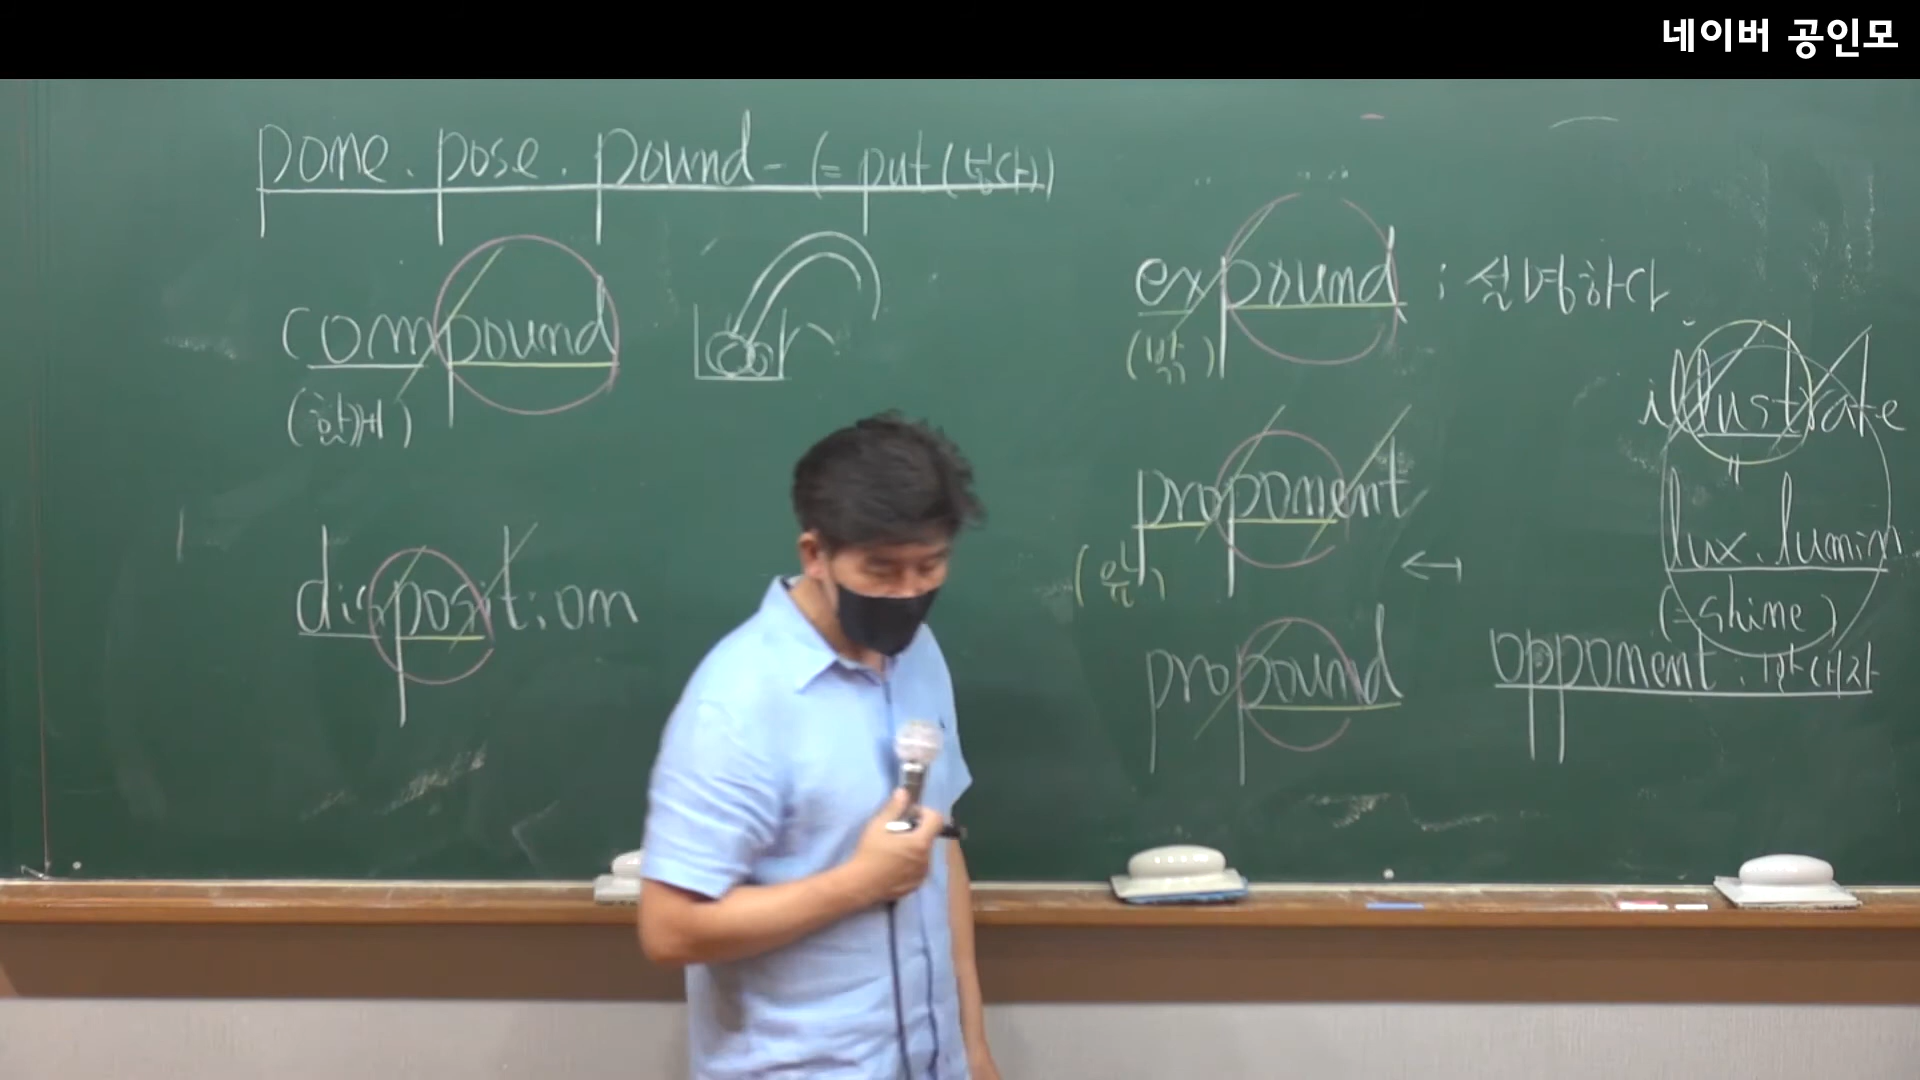 네이버 공인모
pone. pose. pound- (= put (놓다))
compound
(함께)
disposition
expound : 설명하다
(밖)
proponent
(앞)
↔
propound
opponent : 반대자
illustrate
"
lux. lumin
(= shine)